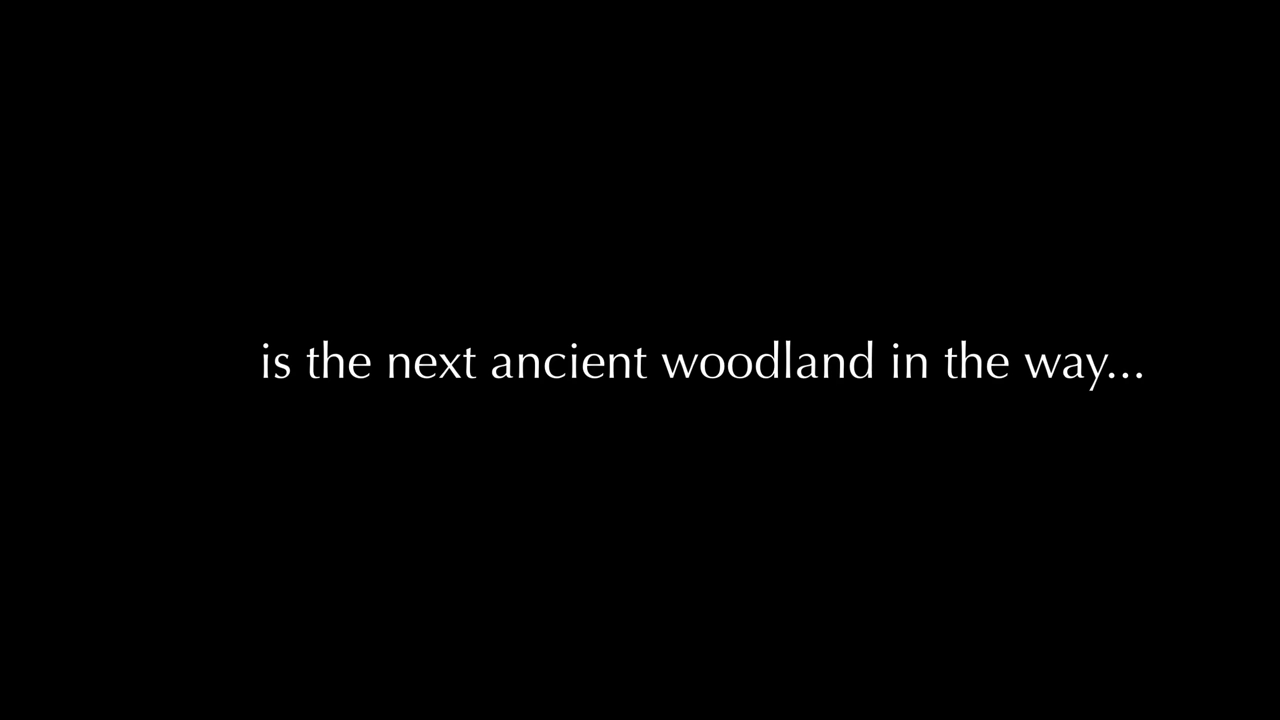 is the next ancient woodland in the way...